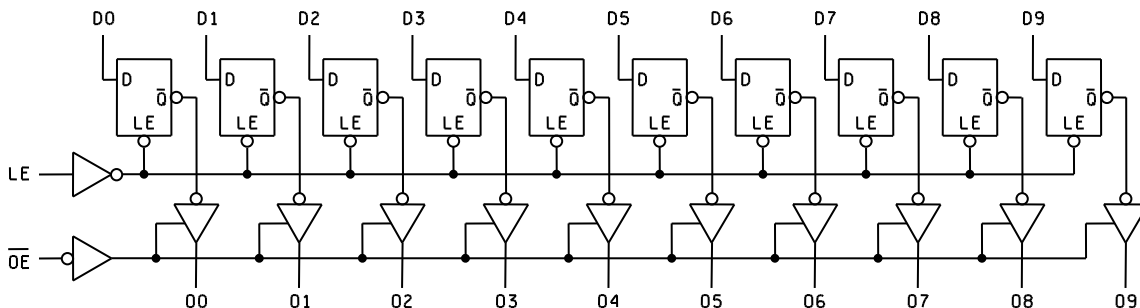 D0 D1 D2 D3 D4 D5 D6 D7 D8 D9
D D D D D D D D D D
Q̅ Q̅ Q̅ Q̅ Q̅ Q̅ Q̅ Q̅ Q̅ Q̅
LE LE LE LE LE LE LE LE LE LE
LE
O̅E̅
O0 O1 O2 O3 O4 O5 O6 O7 O8 O9